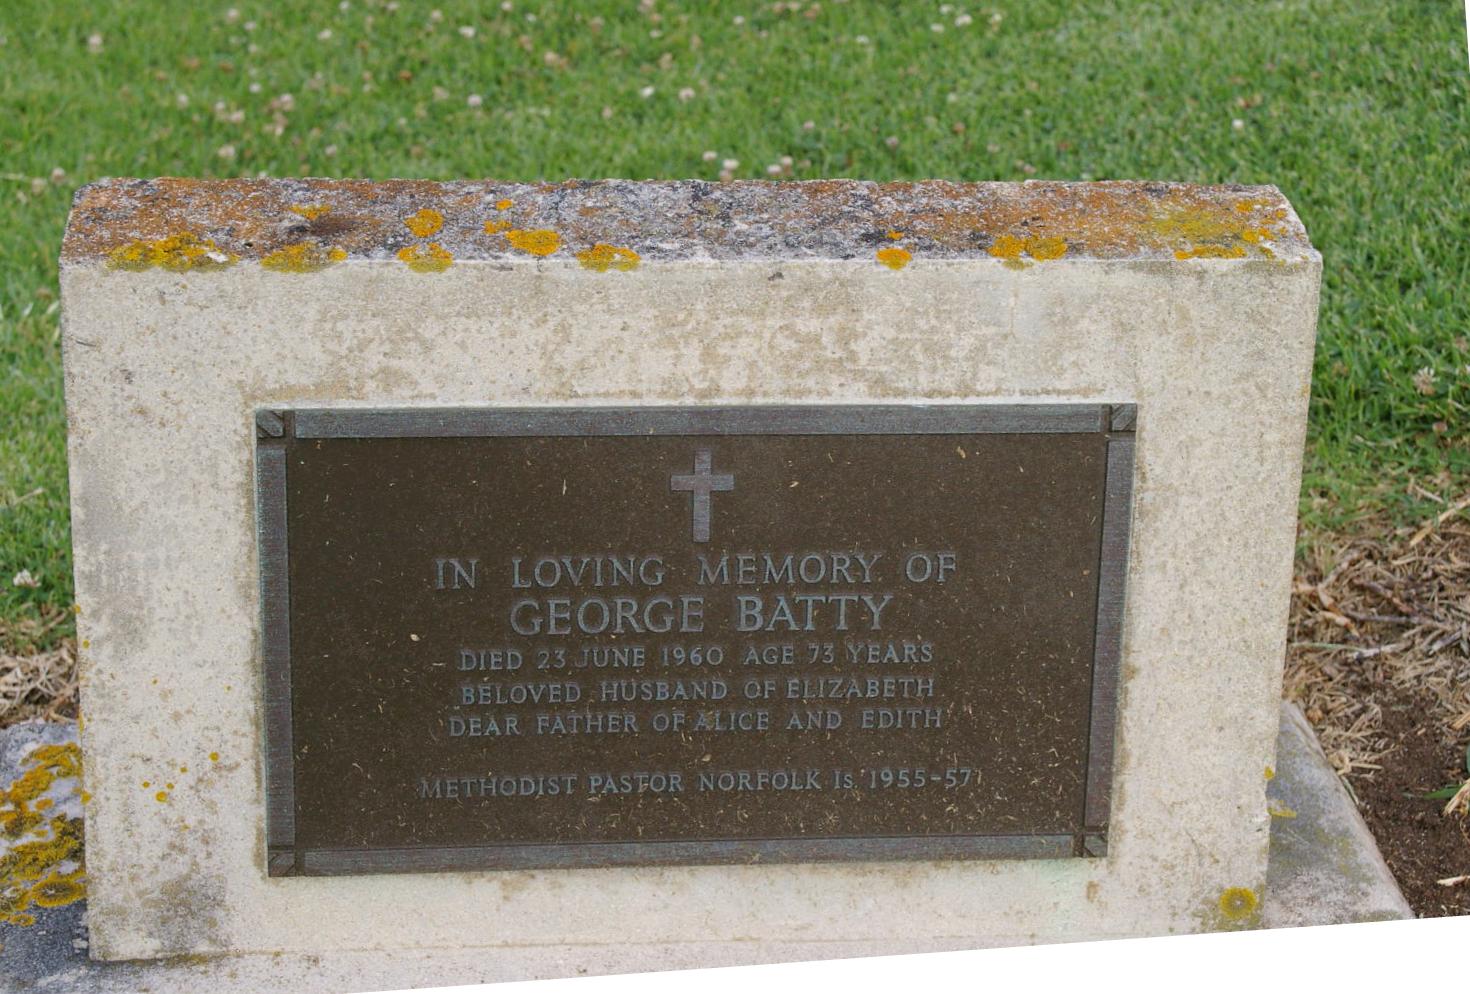 IN LOVING MEMORY OF
GEORGE BATTY
DIED 23 JUNE 1960 AGE 73 YEARS
BELOVED HUSBAND OF ELIZABETH
DEAR FATHER OF ALICE AND EDITH
METHODIST PASTOR NORFOLK IS. 1955-57